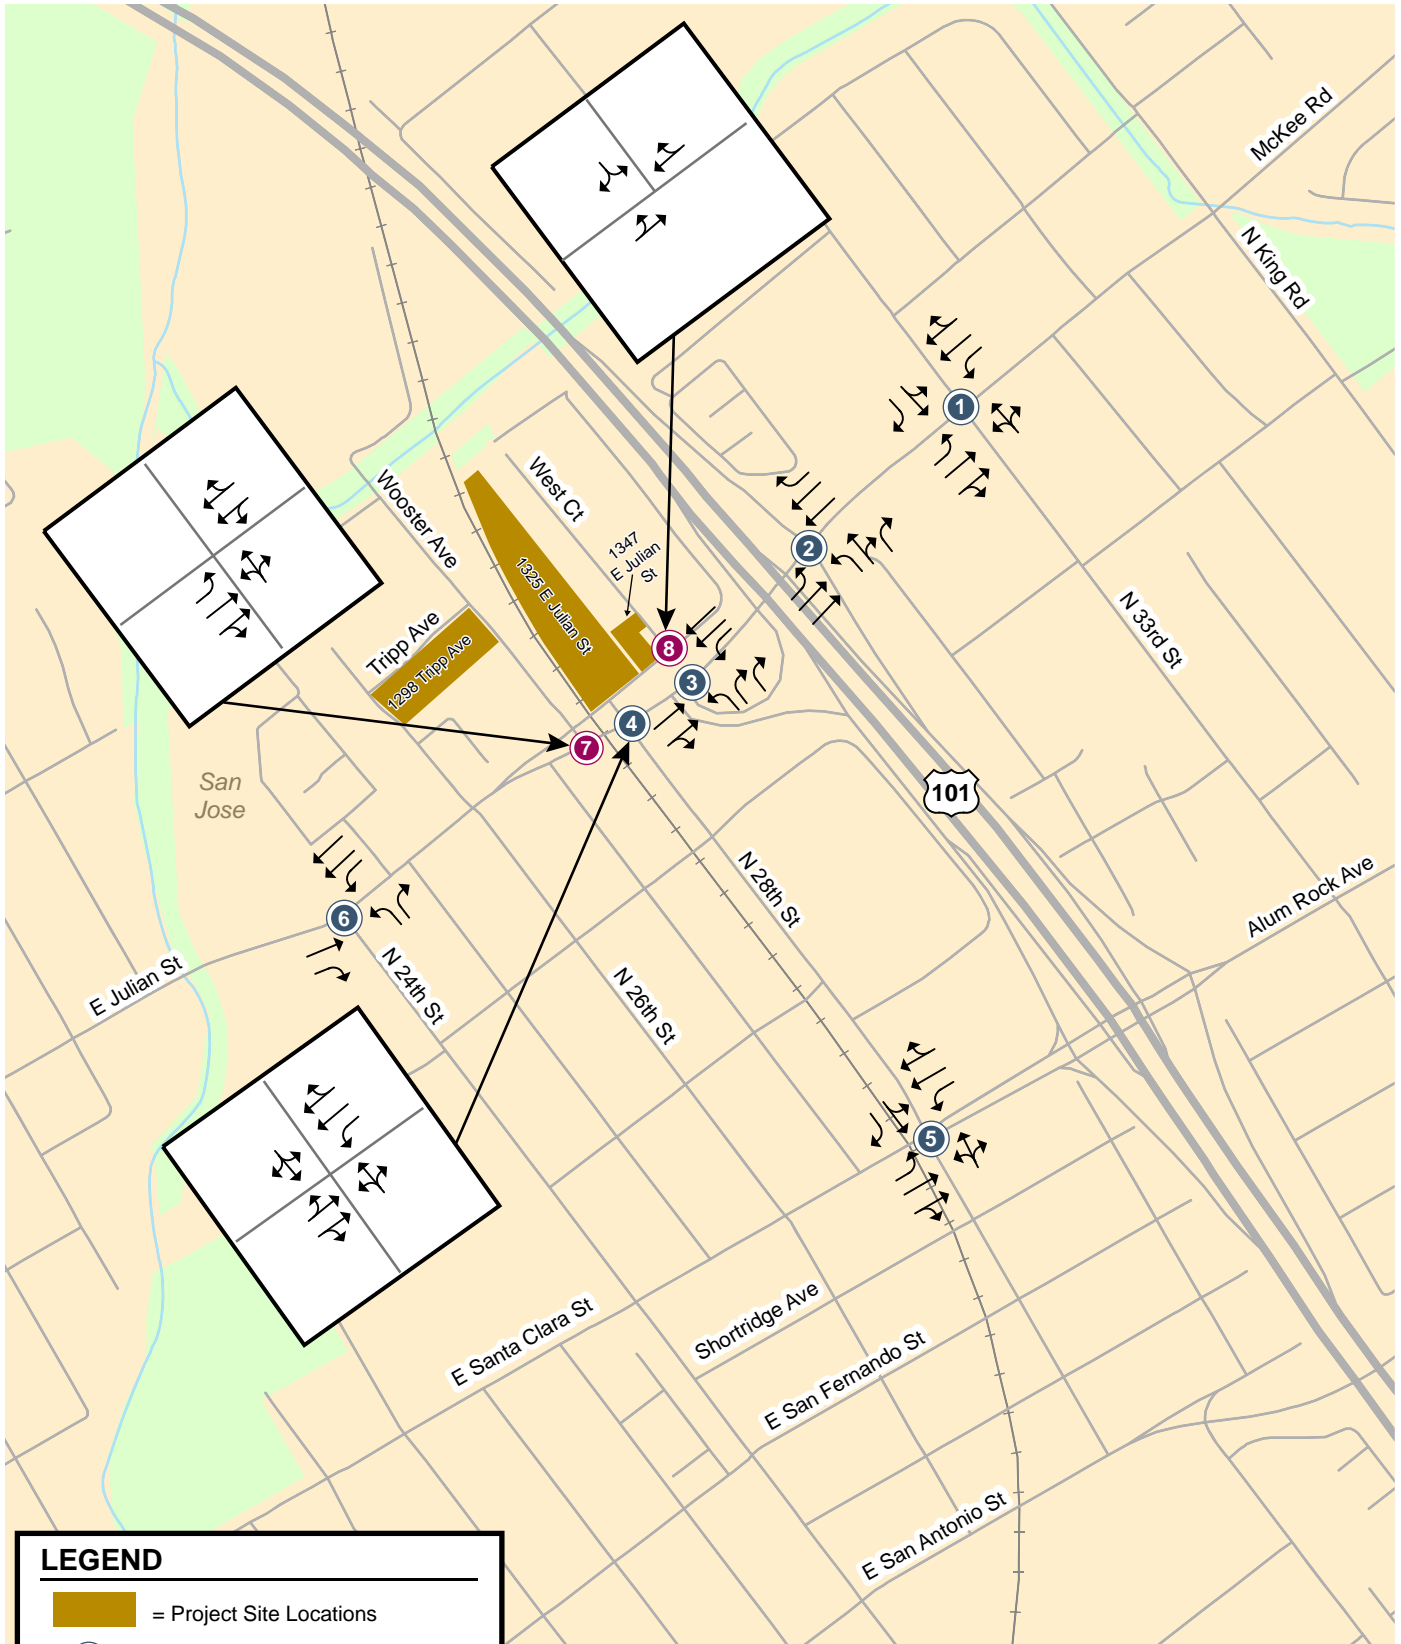 McKee Rd
N King Rd
1
West Ct
Wooster Ave
1347
E Julian
St
2
1325 E Julian St
N 33rd St
Tripp Ave
1298 Tripp Ave
8
3
4
7
San
Jose
101
N 28th St
Alum Rock Ave
6
E Julian St
N 24th St
N 26th St
5
Shortridge Ave
E Santa Clara St
E San Fernando St
E San Antonio St
LEGEND
= Project Site Locations